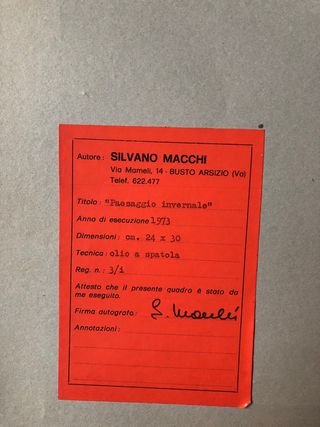 Autore: SILVANO MACCHI
Via Mameli, 14 - BUSTO ARSIZIO (Va)
Telef. 622.477
Titolo: "Paesaggio invernale"
Anno di esecuzione 1973
Dimensioni: cm. 24 x 30
Tecnica: olio a spatola
Reg. n.: 3/i
Attesto che il presente quadro è stato da
me eseguito.
Firma autografa: S. Macchi
Annotazioni: